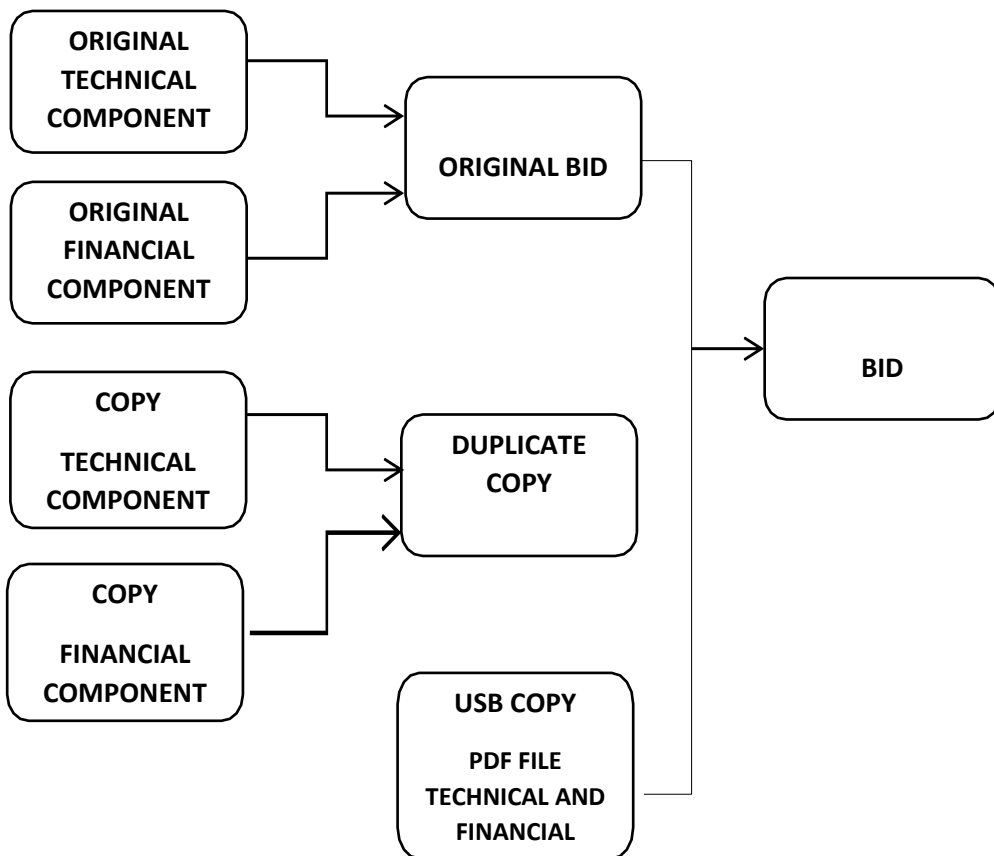 ORIGINAL
TECHNICAL
COMPONENT
ORIGINAL
FINANCIAL
COMPONENT
COPY
TECHNICAL
COMPONENT
COPY
FINANCIAL
COMPONENT
ORIGINAL BID
DUPLICATE
COPY
USB COPY
PDF FILE
TECHNICAL AND
FINANCIAL
BID